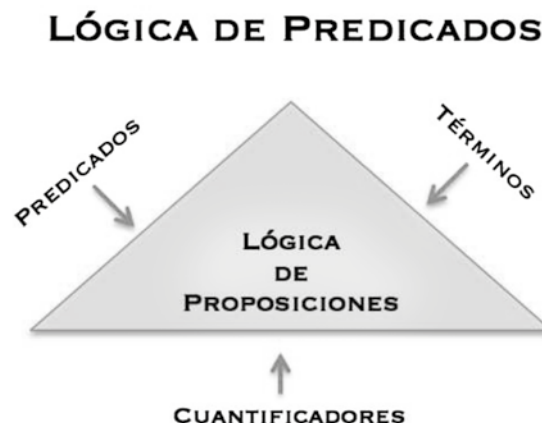 LÓGICA DE PREDICADOS
PREDICADOS
TÉRMINOS
LÓGICA
DE
PROPOSICIONES
CUANTIFICADORES